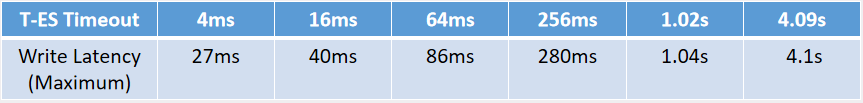 T-ES Timeout 4ms 16ms 64ms 256ms 1.02s 4.09s
Write Latency 27ms 40ms 86ms 280ms 1.04s 4.1s
(Maximum)